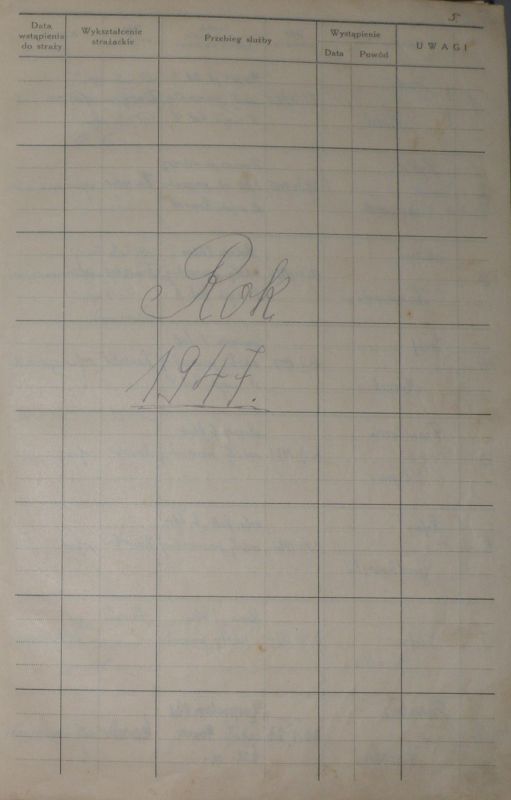 5.
Data wstąpienia do straży
Wykształcenie strażackie
Przebieg służby
Wystąpienie
Data
Powód
UWAGI
Rok
1947.